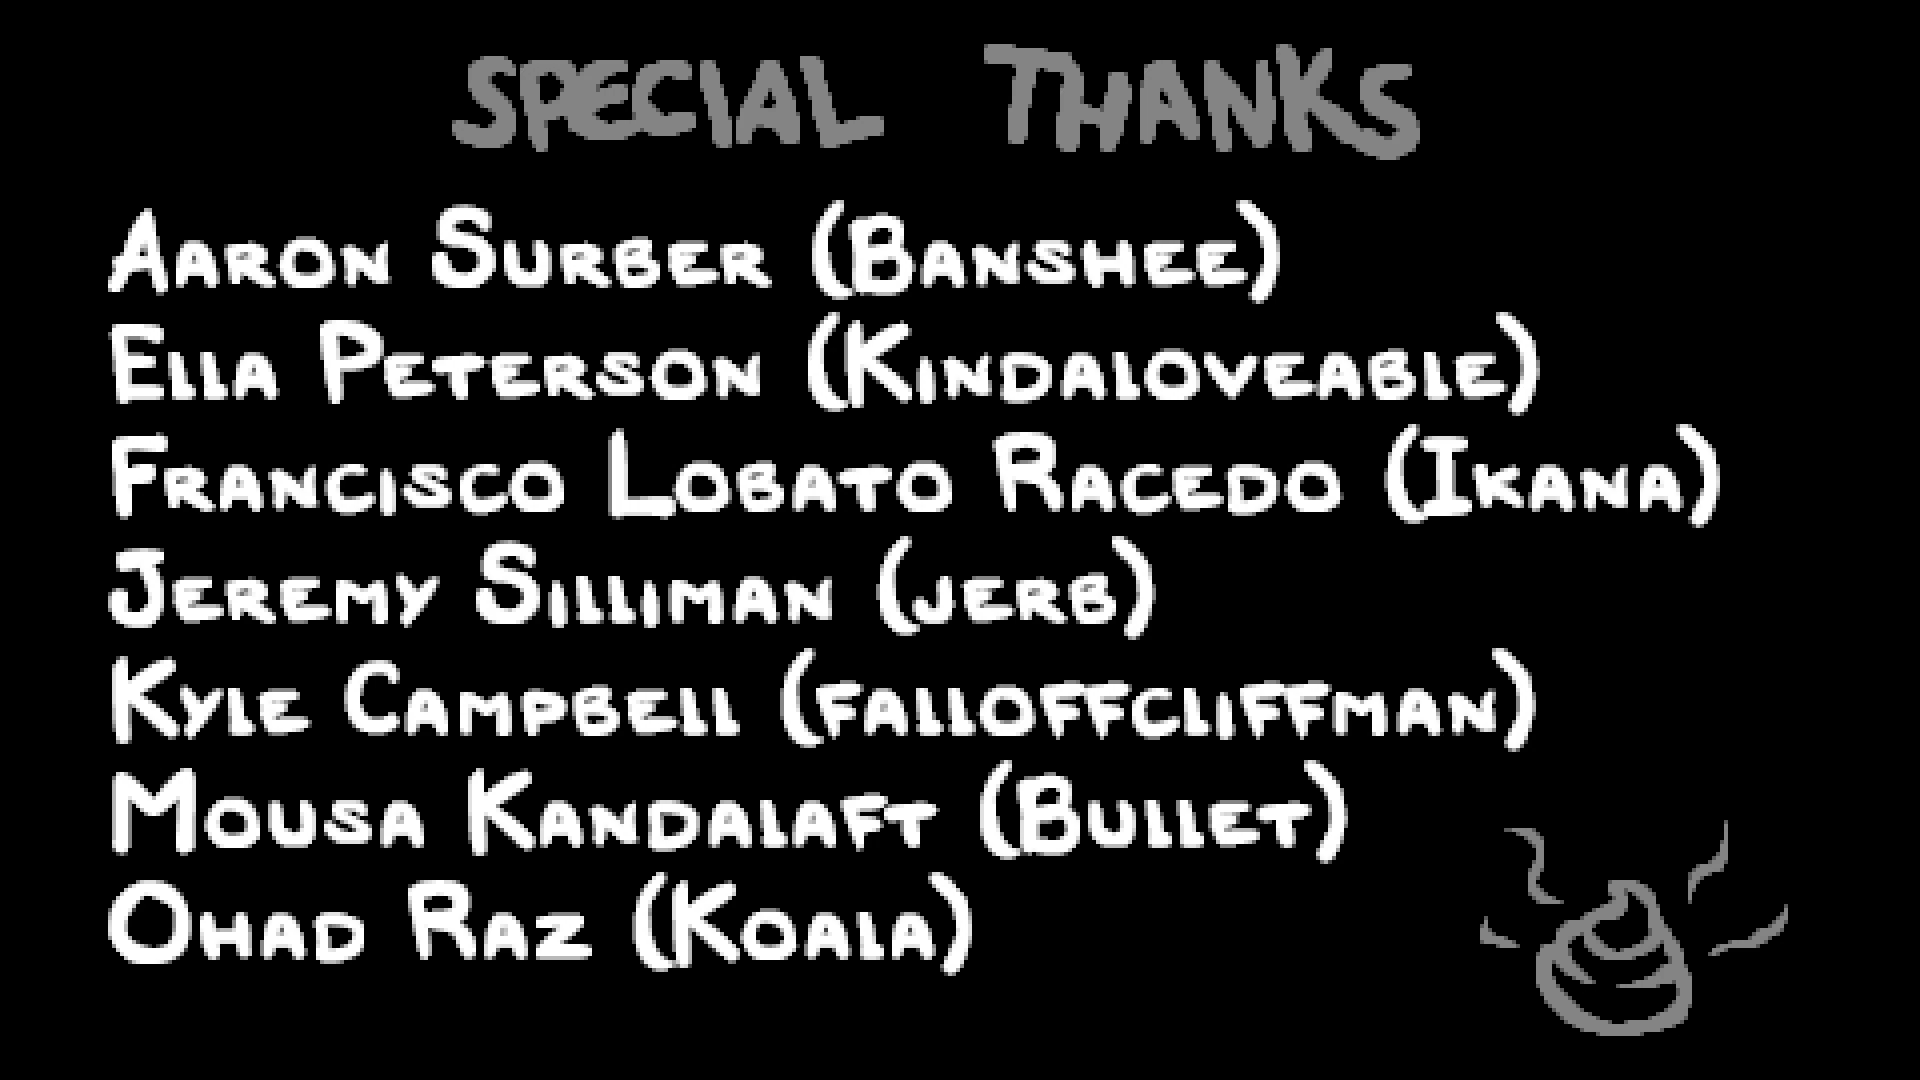 SPECIAL THANKS
Aaron Surber (Banshee)
Ella Peterson (Kindaloveable)
Francisco Lobato Racedo (Ikana)
Jeremy Silliman (jerb)
Kyle Campbell (falloffcliffman)
Mousa Kandalaft (Bullet)
Ohad Raz (Koala)